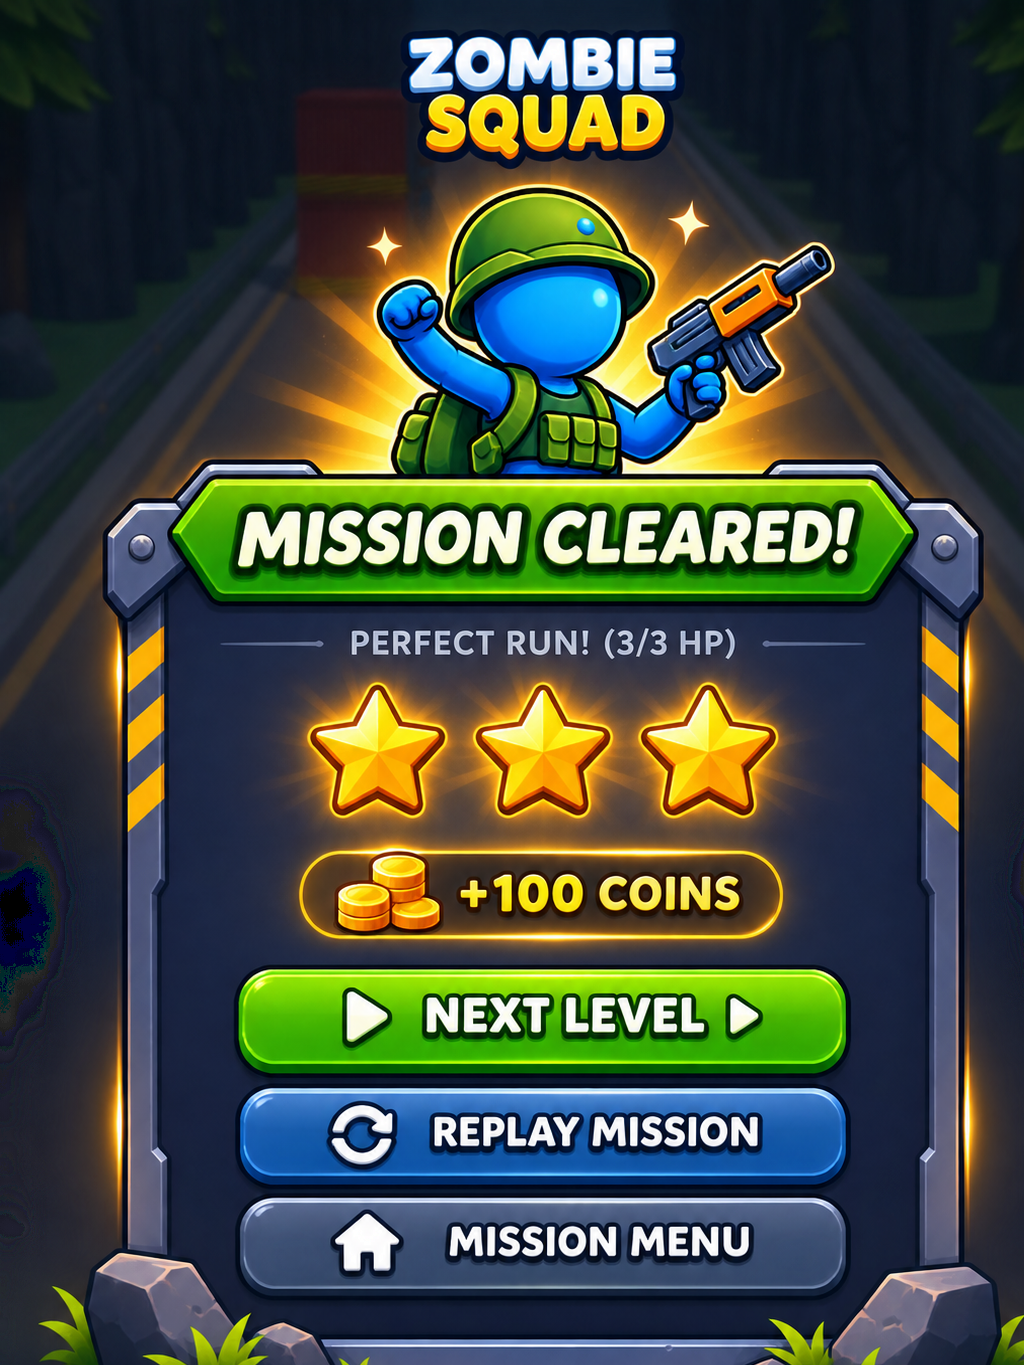 ZOMBIE
SQUAD
MISSION CLEARED!
PERFECT RUN! (3/3 HP)
+100 COINS
NEXT LEVEL
REPLAY MISSION
MISSION MENU